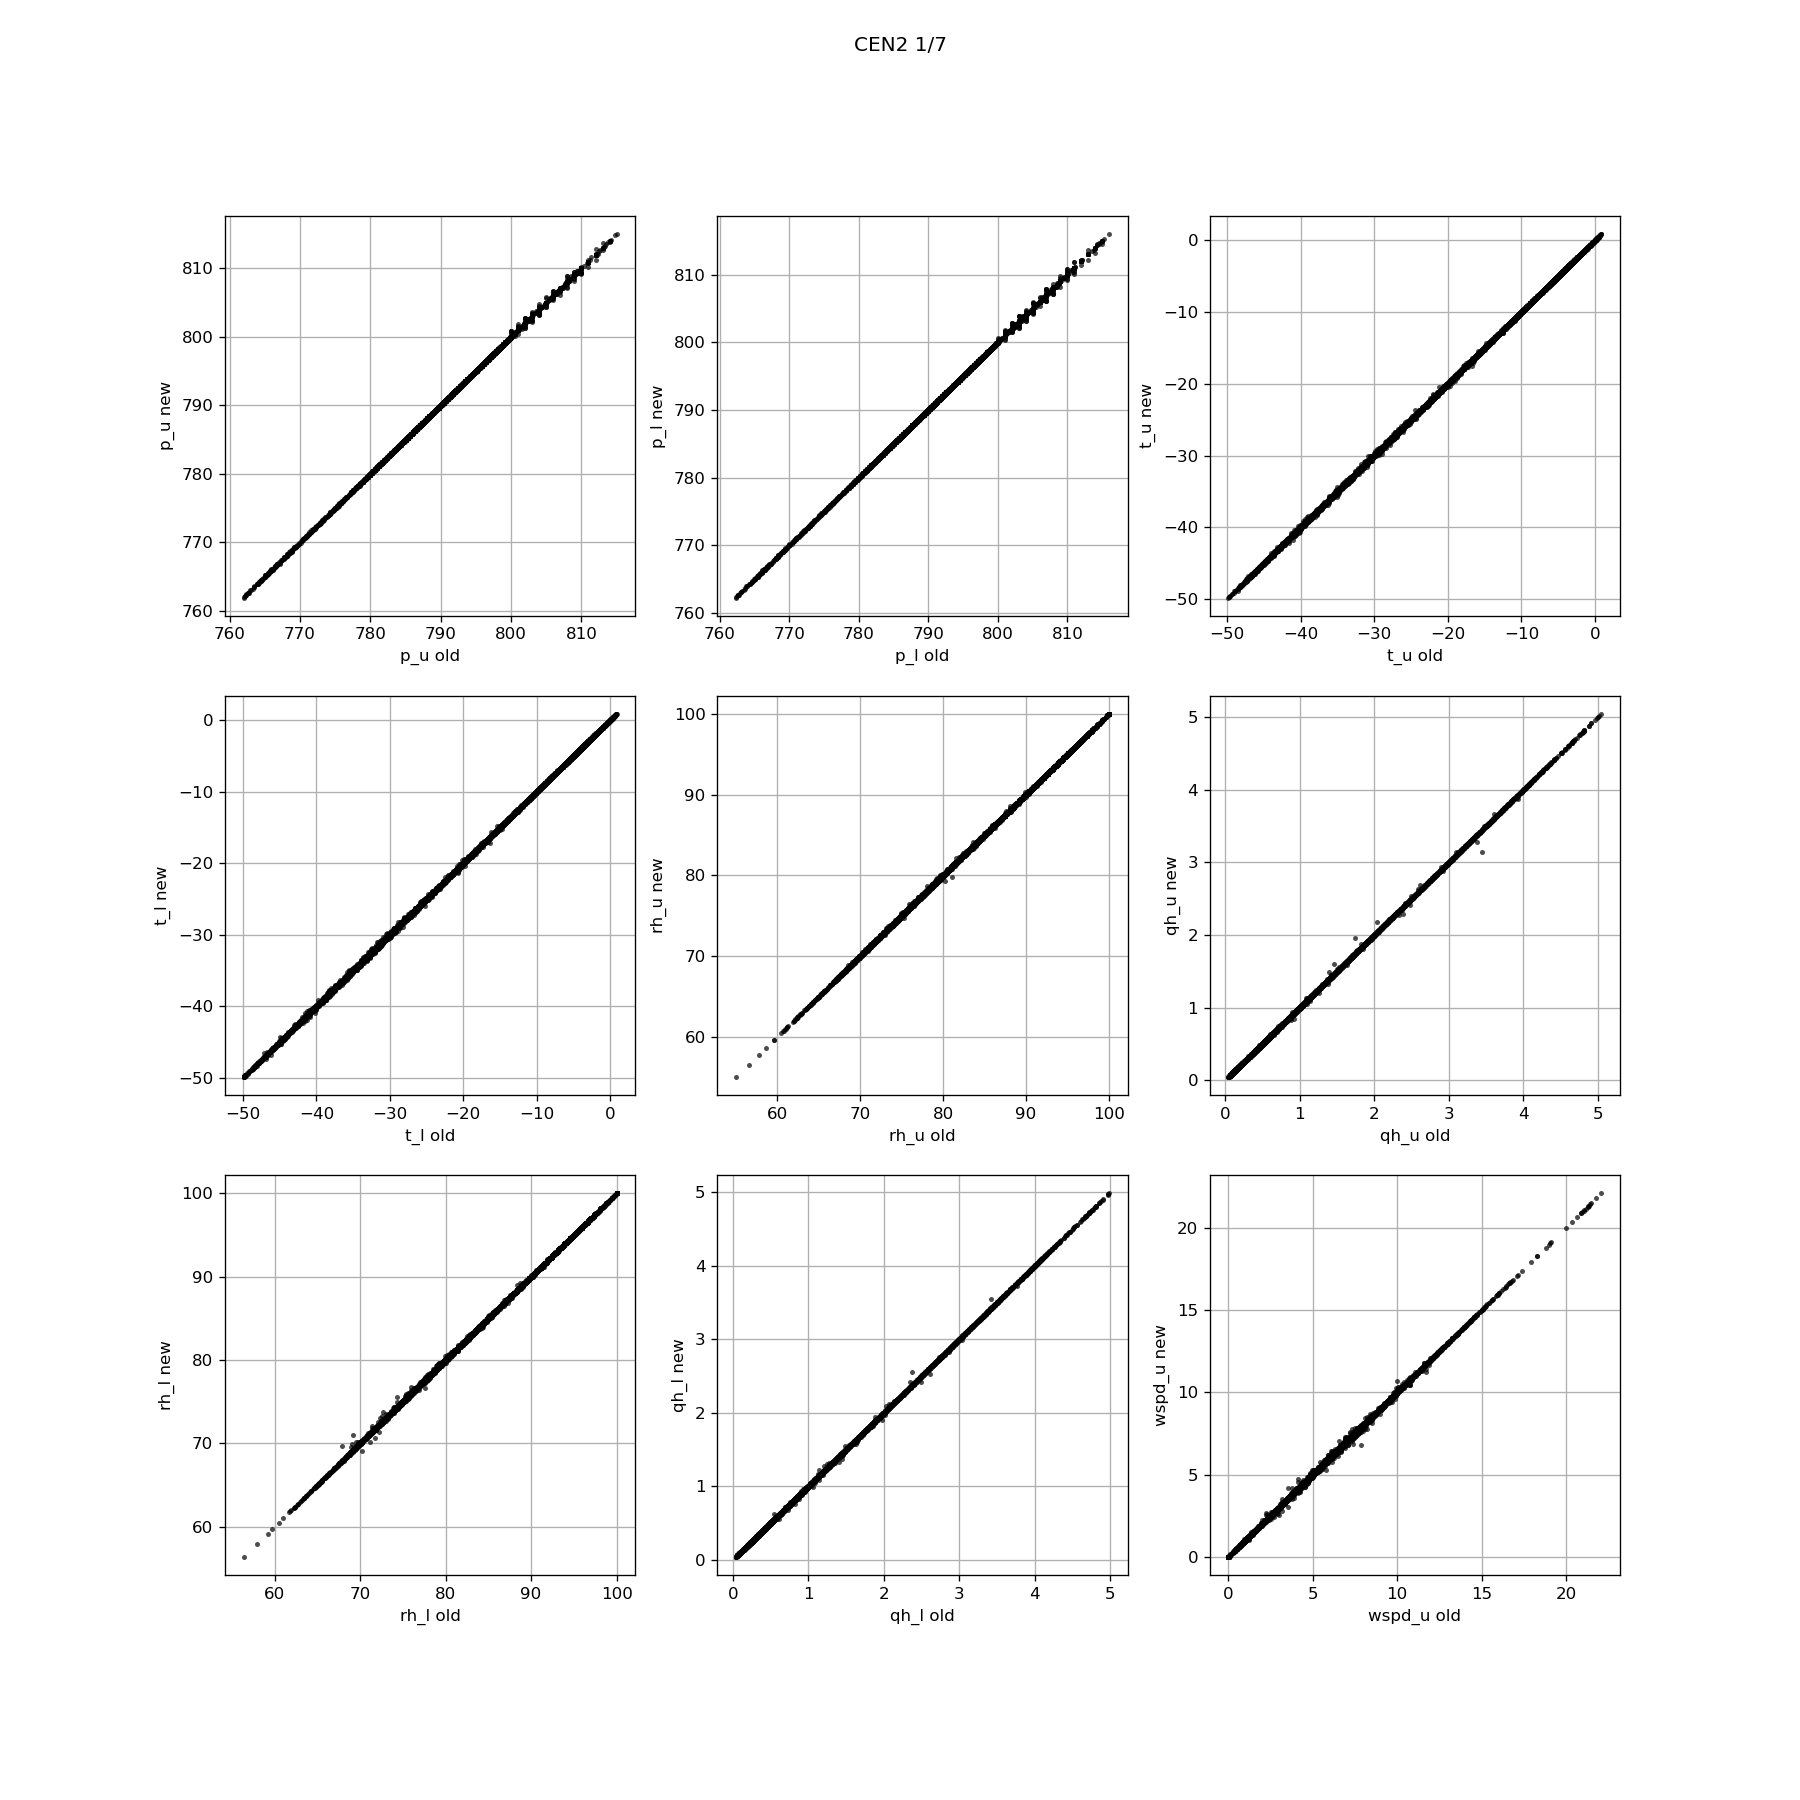 CEN2 1/7
p_u new
810
800
790
780
770
760
760 770 780 790 800 810
p_u old
p_l new
810
800
790
780
770
760
760 770 780 790 800 810
p_l old
t_u new
0
−10
−20
−30
−40
−50
−50 −40 −30 −20 −10 0
t_u old
t_l new
0
−10
−20
−30
−40
−50
−50 −40 −30 −20 −10 0
t_l old
rh_u new
100
90
80
70
60
60 70 80 90 100
rh_u old
qh_u new
5
4
3
2
1
0
0 1 2 3 4 5
qh_u old
rh_l new
100
90
80
70
60
60 70 80 90 100
rh_l old
qh_l new
5
4
3
2
1
0
0 1 2 3 4 5
qh_l old
wspd_u new
20
15
10
5
0
0 5 10 15 20
wspd_u old